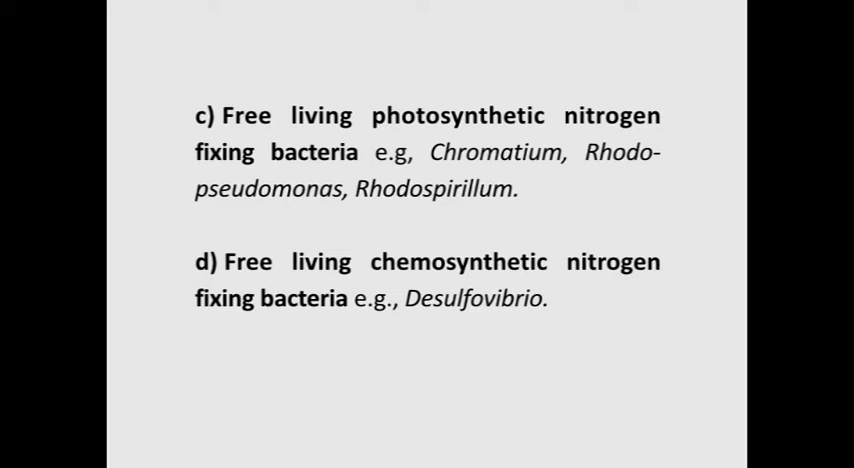 c) Free living photosynthetic nitrogen
fixing bacteria e.g, Chromatium, Rhodo-
pseudomonas, Rhodospirillum.
d) Free living chemosynthetic nitrogen
fixing bacteria e.g., Desulfovibrio.